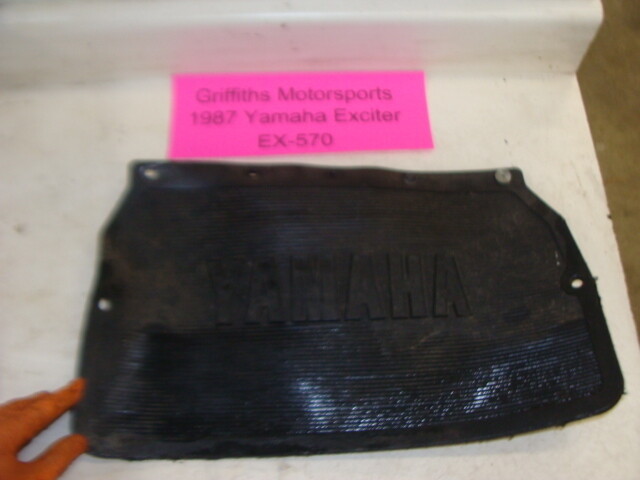 Griffiths Motorsports
1987 Yamaha Exciter
EX-570
YAMAHA